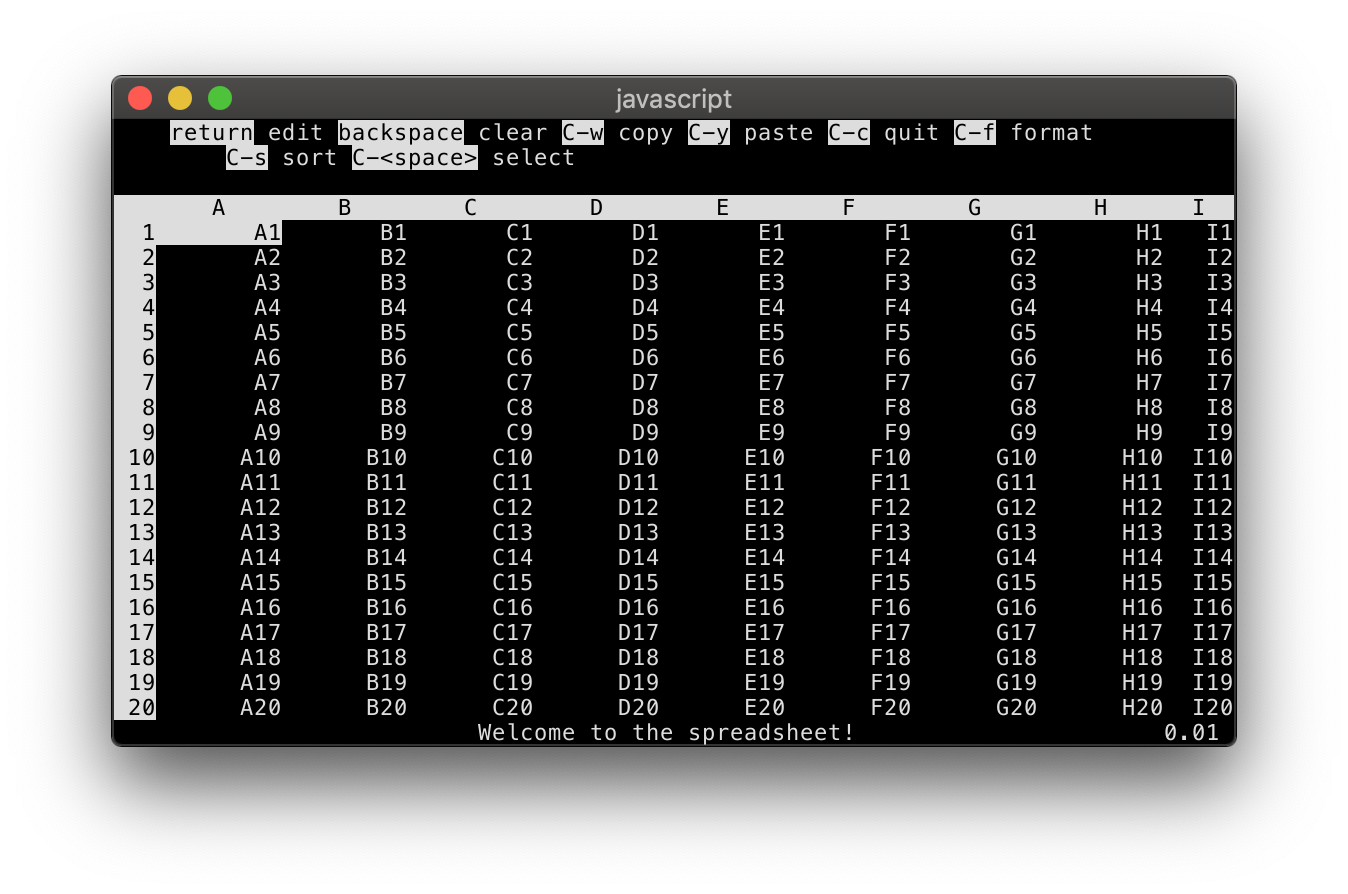 javascript
return edit backspace clear C-w copy C-y paste C-c quit C-f format
C-s sort C-<space> select
A B C D E F G H I
1 A1 B1 C1 D1 E1 F1 G1 H1 I1
2 A2 B2 C2 D2 E2 F2 G2 H2 I2
3 A3 B3 C3 D3 E3 F3 G3 H3 I3
4 A4 B4 C4 D4 E4 F4 G4 H4 I4
5 A5 B5 C5 D5 E5 F5 G5 H5 I5
6 A6 B6 C6 D6 E6 F6 G6 H6 I6
7 A7 B7 C7 D7 E7 F7 G7 H7 I7
8 A8 B8 C8 D8 E8 F8 G8 H8 I8
9 A9 B9 C9 D9 E9 F9 G9 H9 I9
10 A10 B10 C10 D10 E10 F10 G10 H10 I10
11 A11 B11 C11 D11 E11 F11 G11 H11 I11
12 A12 B12 C12 D12 E12 F12 G12 H12 I12
13 A13 B13 C13 D13 E13 F13 G13 H13 I13
14 A14 B14 C14 D14 E14 F14 G14 H14 I14
15 A15 B15 C15 D15 E15 F15 G15 H15 I15
16 A16 B16 C16 D16 E16 F16 G16 H16 I16
17 A17 B17 C17 D17 E17 F17 G17 H17 I17
18 A18 B18 C18 D18 E18 F18 G18 H18 I18
19 A19 B19 C19 D19 E19 F19 G19 H19 I19
20 A20 B20 C20 D20 E20 F20 G20 H20 I20
Welcome to the spreadsheet! 0.01